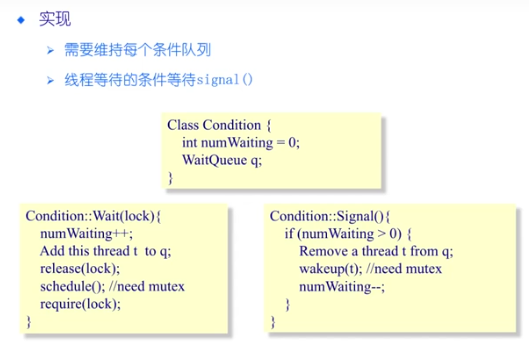 实现
需要维持每个条件队列
线程等待的条件等待signal()
Class Condition {
int numWaiting = 0;
WaitQueue q;
}
Condition::Wait(lock){
numWaiting++;
Add this thread t to q;
release(lock);
schedule(); //need mutex
require(lock);
}
Condition::Signal(){
if (numWaiting > 0) {
Remove a thread t from q;
wakeup(t); //need mutex
numWaiting--;
}
}